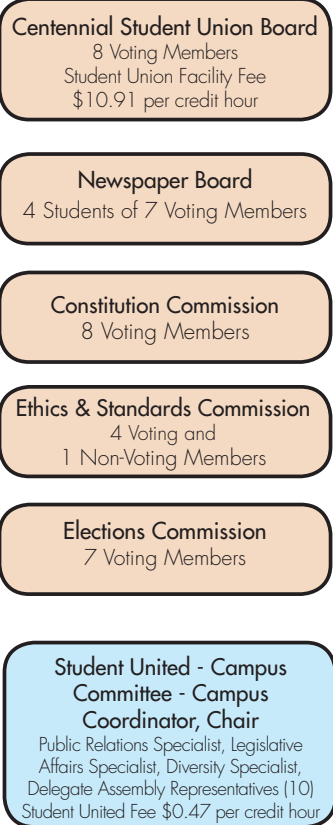 Centennial Student Union Board
8 Voting Members
Student Union Facility Fee
$10.91 per credit hour
Newspaper Board
4 Students of 7 Voting Members
Constitution Commission
8 Voting Members
Ethics & Standards Commission
4 Voting and
1 Non-Voting Members
Elections Commission
7 Voting Members
Student United - Campus
Committee - Campus
Coordinator, Chair
Public Relations Specialist, Legislative
Affairs Specialist, Diversity Specialist,
Delegate Assembly Representatives (10)
Student United Fee $0.47 per credit hour